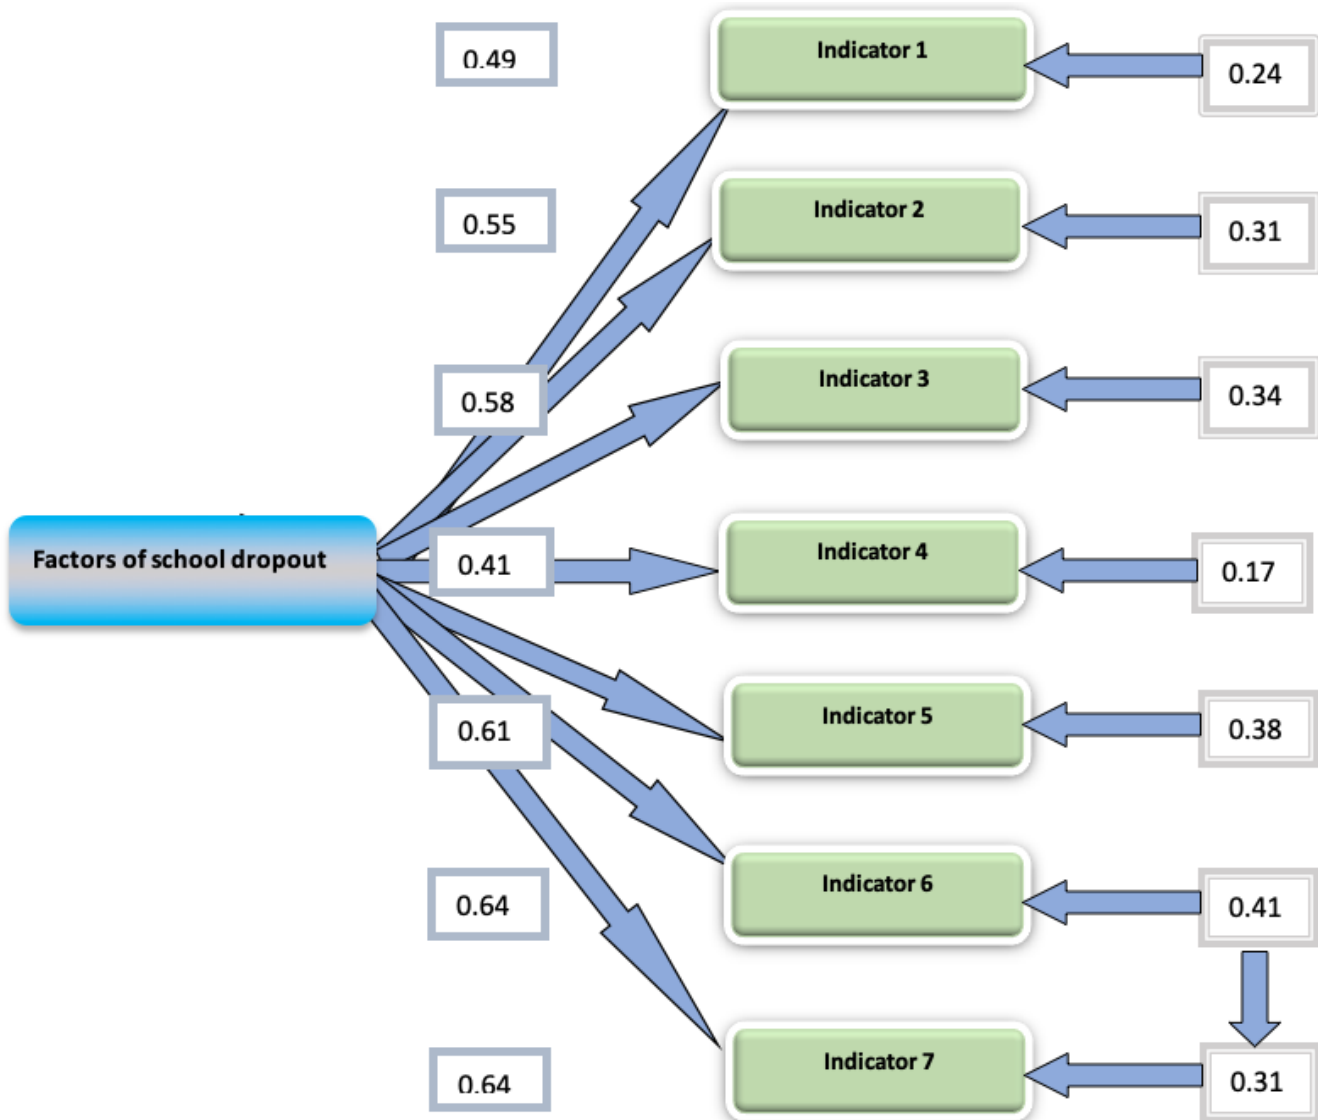 0.49
Indicator 1
0.24
0.55
Indicator 2
0.31
0.58
Indicator 3
0.34
Factors of school dropout
0.41
Indicator 4
0.17
0.61
Indicator 5
0.38
0.64
Indicator 6
0.41
0.64
Indicator 7
0.31